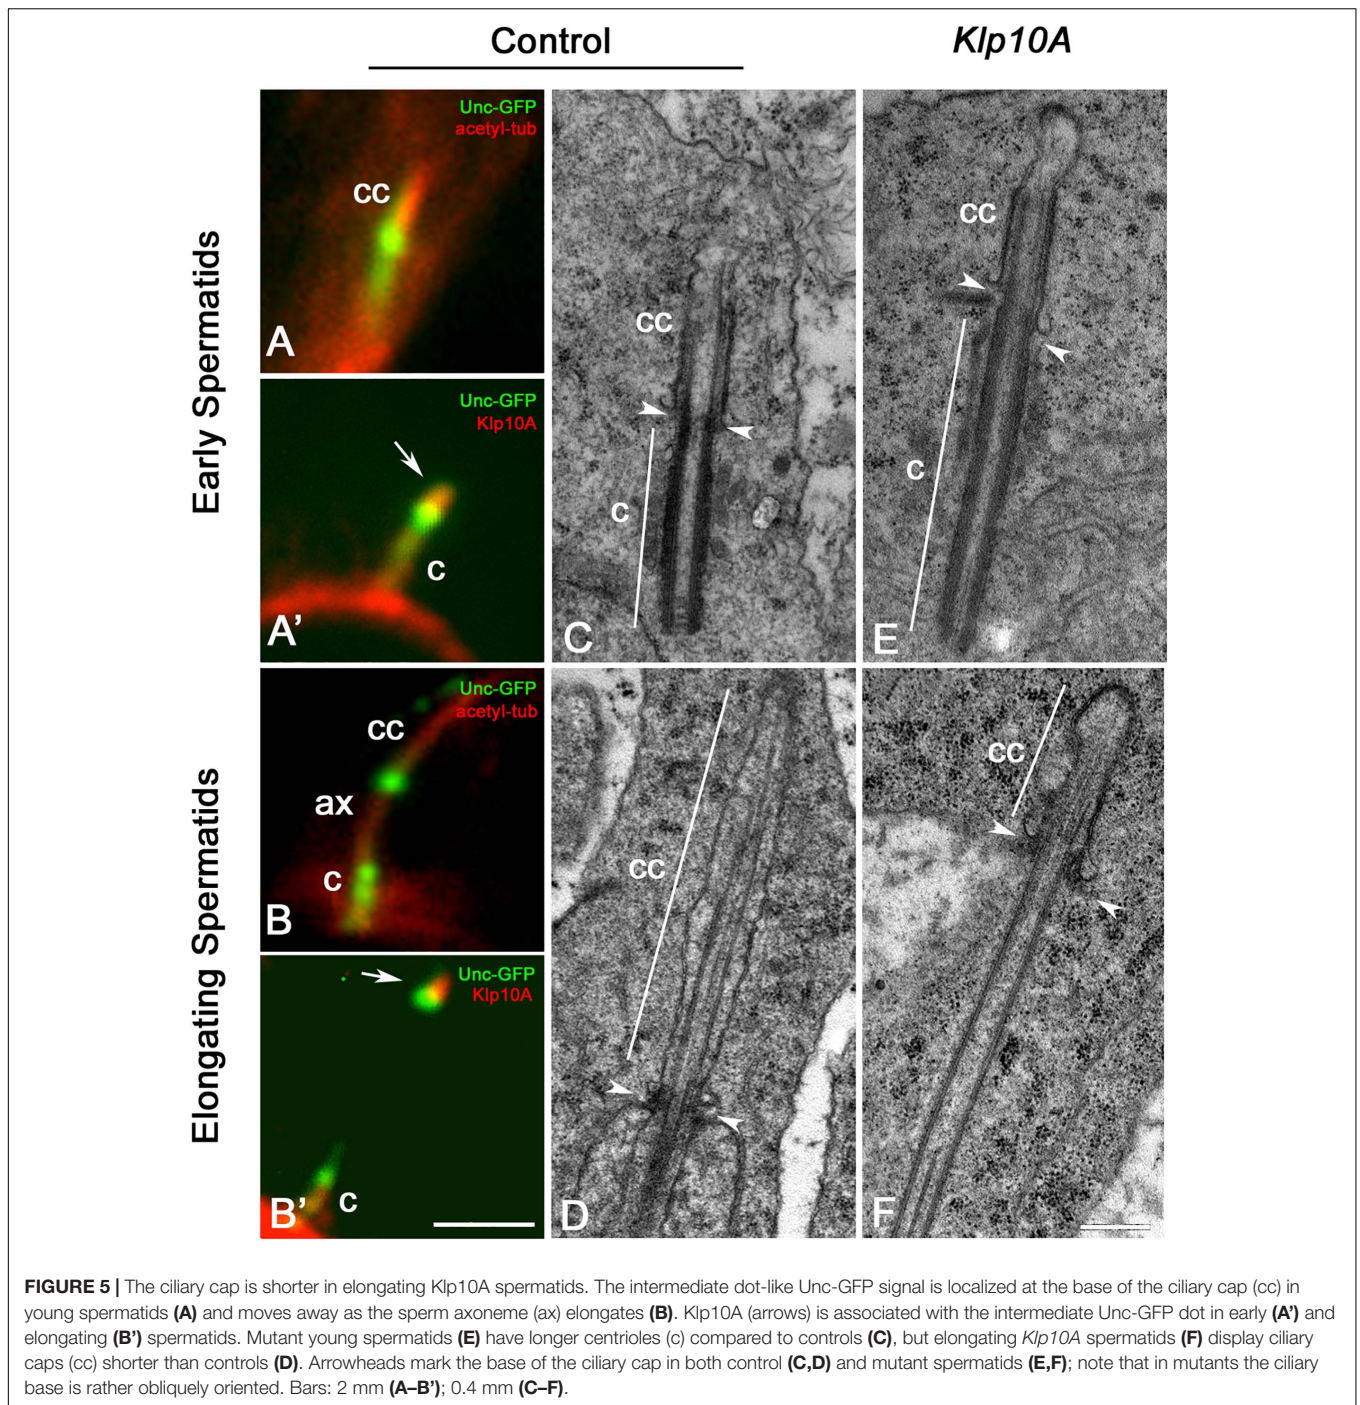 Control
Klp10A
Early Spermatids
Elongating Spermatids
Unc-GFP
acetyl-tub
cc
A
Unc-GFP
Klp10A
c
A’
cc
c
C
cc
c
E
Unc-GFP
acetyl-tub
cc
ax
c
B
Unc-GFP
Klp10A
c
B’
cc
D
cc
F
FIGURE 5 | The ciliary cap is shorter in elongating Klp10A spermatids. The intermediate dot-like Unc-GFP signal is localized at the base of the ciliary cap (cc) in
young spermatids (A) and moves away as the sperm axoneme (ax) elongates (B). Klp10A (arrows) is associated with the intermediate Unc-GFP dot in early (A’) and
elongating (B’) spermatids. Mutant young spermatids (E) have longer centrioles (c) compared to controls (C), but elongating Klp10A spermatids (F) display ciliary
caps (cc) shorter than controls (D). Arrowheads mark the base of the ciliary cap in both control (C,D) and mutant spermatids (E,F); note that in mutants the ciliary
base is rather obliquely oriented. Bars: 2 mm (A–B’); 0.4 mm (C–F).